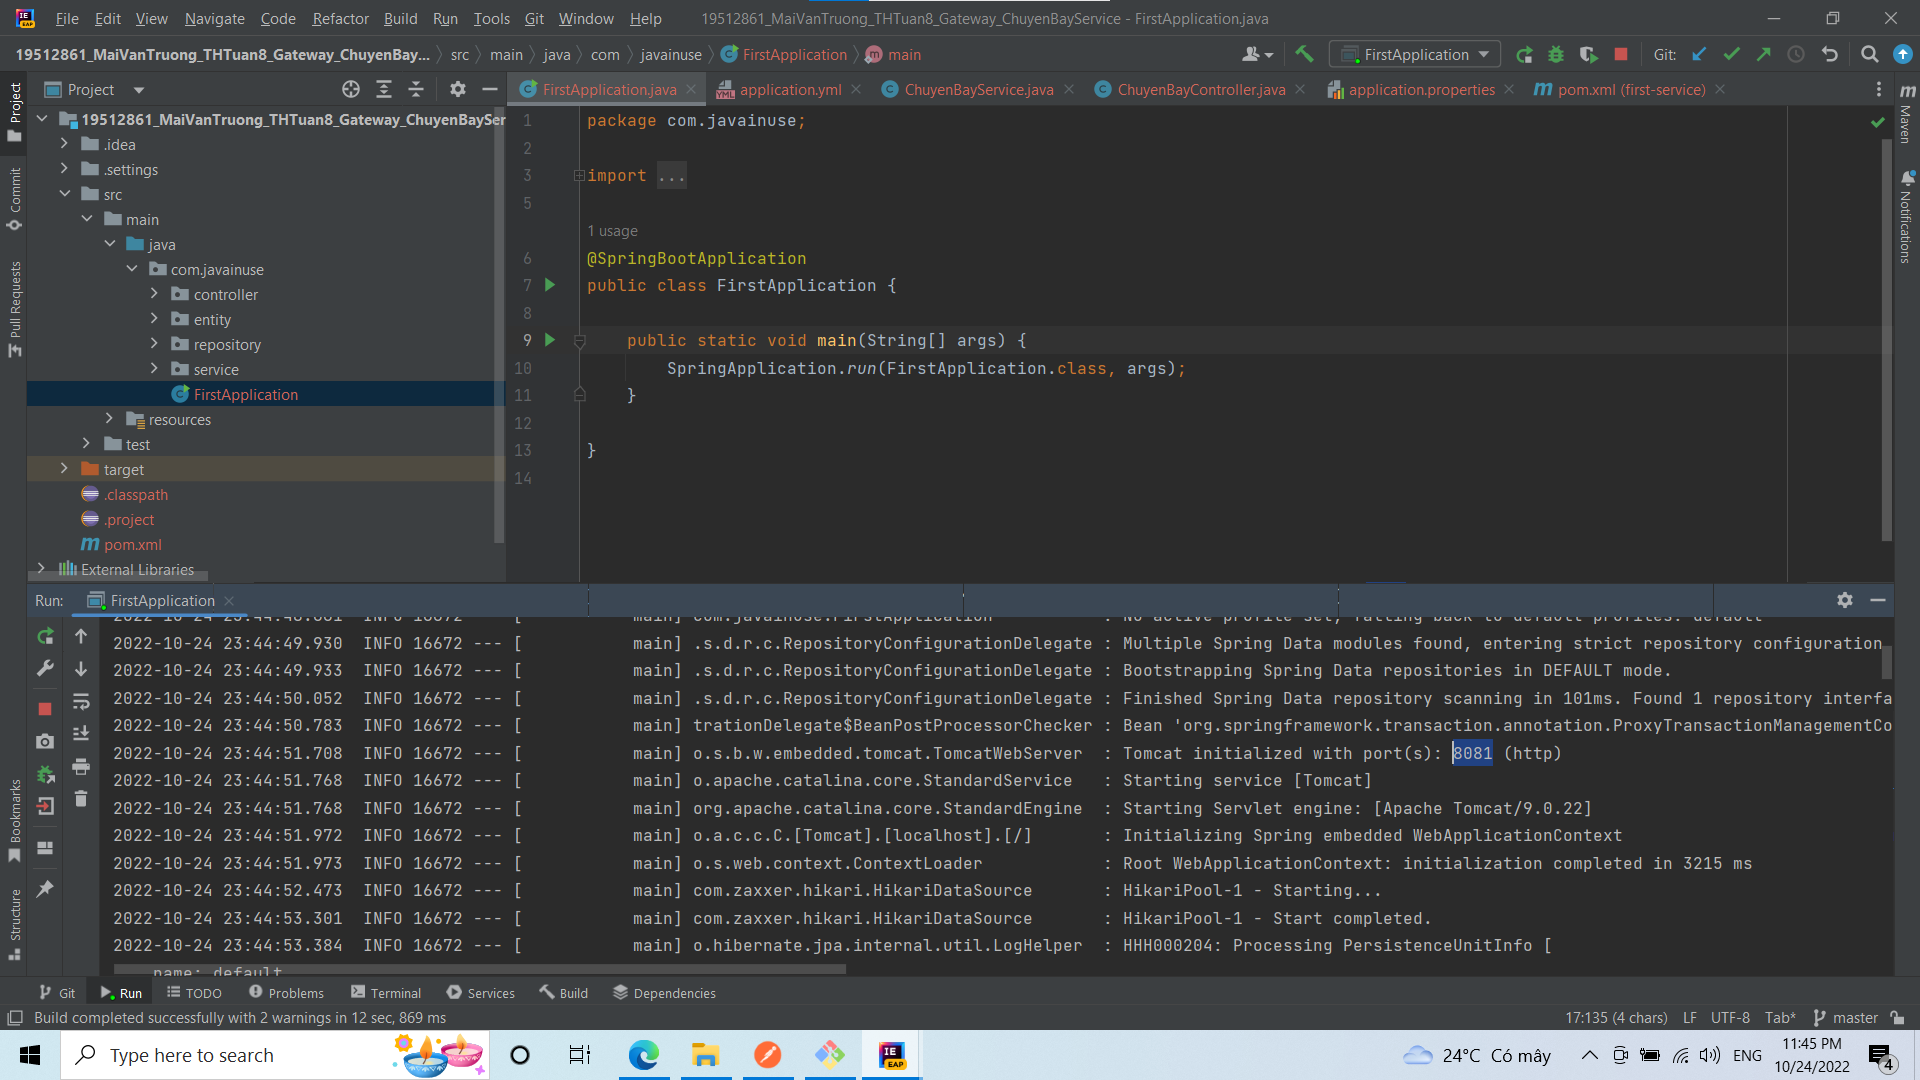 File Edit View Navigate Code Refactor Build Run Tools Git Window Help 19512861_MaiVanTruong_THTuan8_Gateway_ChuyenBayService - FirstApplication.java
19512861_MaiVanTruong_THTuan8_Gateway_ChuyenBay... src main java com javainuse FirstApplication main
FirstApplication Git:
Project
FirstApplication.java application.yml ChuyenBayService.java ChuyenBayController.java application.properties pom.xml (first-service)
Project
Commit
Pull Requests
Bookmarks
Structure
Maven
Notifications
19512861_MaiVanTruong_THTuan8_Gateway_ChuyenBaySer
.idea
.settings
src
main
java
com.javainuse
controller
entity
repository
service
FirstApplication
resources
test
target
.classpath
.project
pom.xml
External Libraries
1 package com.javainuse;
2
3 import ...
5
1 usage
6 @SpringBootApplication
7 public class FirstApplication {
8
9 public static void main(String[] args) {
10 SpringApplication.run(FirstApplication.class, args);
11 }
12
13 }
14
Run: FirstApplication
2022-10-24 23:44:49.930 INFO 16672 --- [ main] .s.d.r.c.RepositoryConfigurationDelegate : Multiple Spring Data modules found, entering strict repository configuration
2022-10-24 23:44:49.933 INFO 16672 --- [ main] .s.d.r.c.RepositoryConfigurationDelegate : Bootstrapping Spring Data repositories in DEFAULT mode.
2022-10-24 23:44:50.052 INFO 16672 --- [ main] .s.d.r.c.RepositoryConfigurationDelegate : Finished Spring Data repository scanning in 101ms. Found 1 repository interfa
2022-10-24 23:44:50.783 INFO 16672 --- [ main] trationDelegate$BeanPostProcessorChecker : Bean 'org.springframework.transaction.annotation.ProxyTransactionManagementCo
2022-10-24 23:44:51.708 INFO 16672 --- [ main] o.s.b.w.embedded.tomcat.TomcatWebServer : Tomcat initialized with port(s): 8081 (http)
2022-10-24 23:44:51.768 INFO 16672 --- [ main] o.apache.catalina.core.StandardService : Starting service [Tomcat]
2022-10-24 23:44:51.768 INFO 16672 --- [ main] org.apache.catalina.core.StandardEngine : Starting Servlet engine: [Apache Tomcat/9.0.22]
2022-10-24 23:44:51.972 INFO 16672 --- [ main] o.a.c.c.C.[Tomcat].[localhost].[/] : Initializing Spring embedded WebApplicationContext
2022-10-24 23:44:51.973 INFO 16672 --- [ main] o.s.web.context.ContextLoader : Root WebApplicationContext: initialization completed in 3215 ms
2022-10-24 23:44:52.473 INFO 16672 --- [ main] com.zaxxer.hikari.HikariDataSource : HikariPool-1 - Starting...
2022-10-24 23:44:53.301 INFO 16672 --- [ main] com.zaxxer.hikari.HikariDataSource : HikariPool-1 - Start completed.
2022-10-24 23:44:53.384 INFO 16672 --- [ main] o.hibernate.jpa.internal.util.LogHelper : HHH000204: Processing PersistenceUnitInfo [
name: default
Git Run TODO Problems Terminal Services Build Dependencies
Build completed successfully with 2 warnings in 12 sec, 869 ms 17:135 (4 chars) LF UTF-8 Tab* master
Type here to search 24°C Có mây ENG 11:45 PM
10/24/2022 4